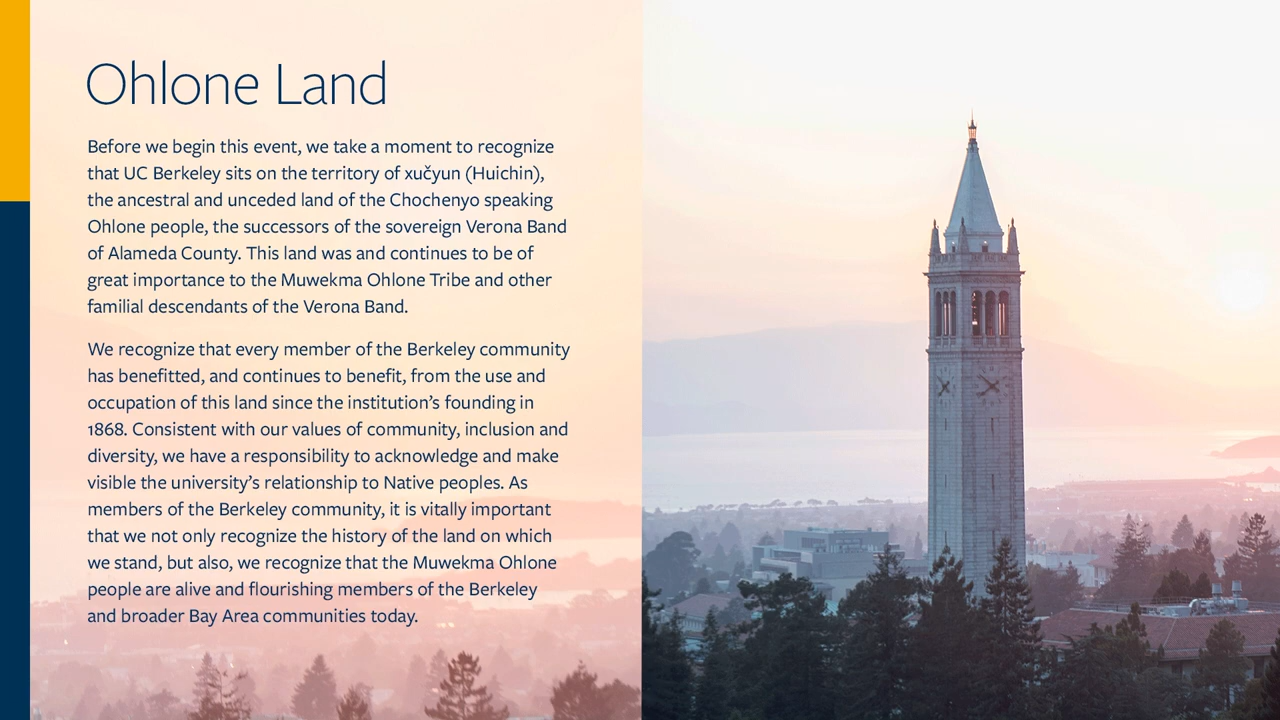 Ohlone Land
Before we begin this event, we take a moment to recognize
that UC Berkeley sits on the territory of xučyun (Huichin),
the ancestral and unceded land of the Chochenyo speaking
Ohlone people, the successors of the sovereign Verona Band
of Alameda County. This land was and continues to be of
great importance to the Muwekma Ohlone Tribe and other
familial descendants of the Verona Band.
We recognize that every member of the Berkeley community
has benefitted, and continues to benefit, from the use and
occupation of this land since the institution’s founding in
1868. Consistent with our values of community, inclusion and
diversity, we have a responsibility to acknowledge and make
visible the university’s relationship to Native peoples. As
members of the Berkeley community, it is vitally important
that we not only recognize the history of the land on which
we stand, but also, we recognize that the Muwekma Ohlone
people are alive and flourishing members of the Berkeley
and broader Bay Area communities today.